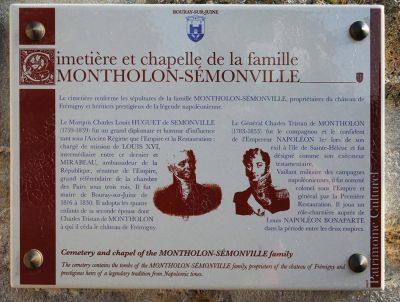 BOURAY-SUR-JUINE
Cimetière et chapelle de la famille
MONTHOLON-SÉMONVILLE
Le cimetière renferme les sépultures de la famille MONTHOLON-SÉMONVILLE, propriétaires du château de
Frémigny et héritiers prestigieux de la légende napoléonienne.
Le Marquis Charles Louis HUGUET de SEMONVILLE
(1759-1839) fut un grand diplomate et homme d'influence
tant sous l'Ancien Régime que l'Empire et la Restauration :
chargé de mission de LOUIS XVI,
intermédiaire entre ce dernier et
MIRABEAU, ambassadeur de la
République, sénateur de l'Empire,
grand référendaire de la chambre
des Pairs sous trois rois. Il fut
maire de Bouray-sur-Juine de
1816 à 1830. Il adopta les quatre
enfants de sa seconde épouse dont
Charles Tristan de MONTHOLON
à qui il céda le château de Frémigny.
Le Général Charles Tristan de MONTHOLON
(1783-1853) fut le compagnon et le confident
de l'Empereur NAPOLÉON 1er lors de son
exil à l'Ile de Sainte-Hélène et fut
désigné comme son exécuteur
testamentaire.
Vaillant militaire des campagnes
napoléoniennes, il fut nommé
colonel sous l'Empire et
général par la Première
Restauration. Il joua un
rôle-charnière auprès de
Louis NAPOLÉON BONAPARTE
dans la période entre les deux empires.
Cemetery and chapel of the MONTHOLON-SÉMONVILLE family
The cemetery contains the tombs of the MONTHOLON-SÉMONVILLE family, proprietors of the chateau of Frémigny and
prestigious heirs of a legendary tradition from Napoleonic times.
Patrimoine Culturel